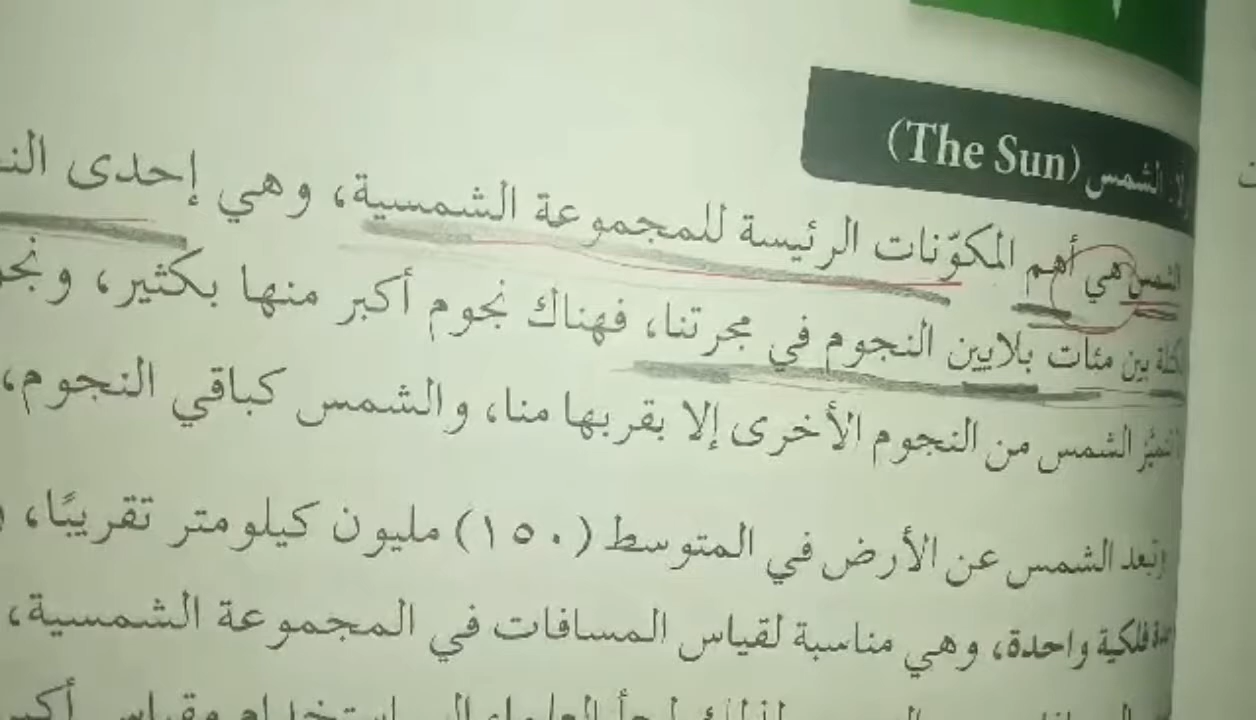 الشمس (The Sun)
الشمس هي أهم المكوّنات الرئيسة للمجموعة الشمسية، وهي إحدى
بين مئات بلايين النجوم في مجرتنا، فهناك نجوم أكبر منها بكثير،
الشمس من النجوم الأخرى إلا بقربها منا، والشمس كباقي النجوم،
وتبعد الشمس عن الأرض في المتوسط (١٥٠) مليون كيلومتر تقريبًا،
فلكية واحدة، وهي مناسبة لقياس المسافات في المجموعة الشمسية،